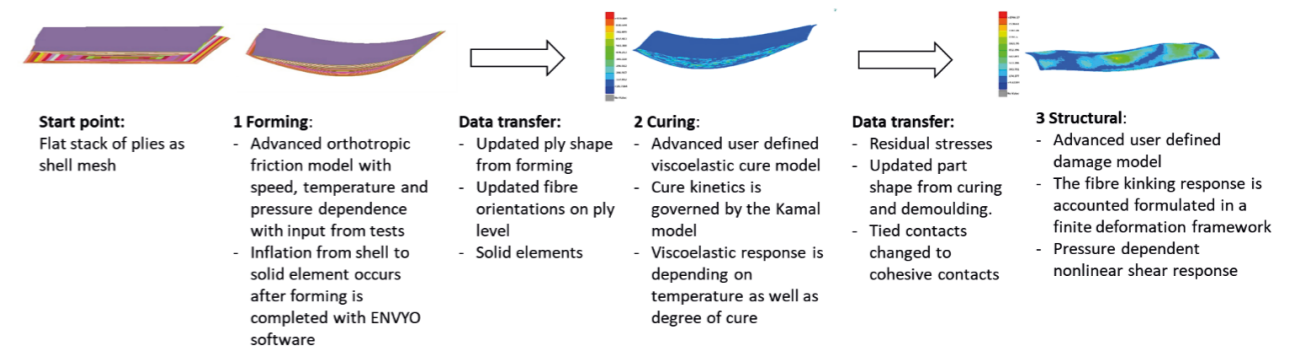 Start point:
Flat stack of plies as
shell mesh
1 Forming:
- Advanced orthotropic
friction model with
speed, temperature and
pressure dependence
with input from tests
- Inflation from shell to
solid element occurs
after forming is
completed with ENVYO
software
Data transfer:
- Updated ply shape
from forming
- Updated fibre
orientations on ply
level
- Solid elements
2 Curing:
- Advanced user defined
viscoelastic cure model
- Cure kinetics is
governed by the Kamal
model
- Viscoelastic response is
depending on
temperature as well as
degree of cure
Data transfer:
- Residual stresses
- Updated part
shape from curing
and demoulding.
- Tied contacts
changed to
cohesive contacts
3 Structural:
- Advanced user defined
damage model
- The fibre kinking response is
accounted formulated in a
finite deformation framework
- Pressure dependent
nonlinear shear response